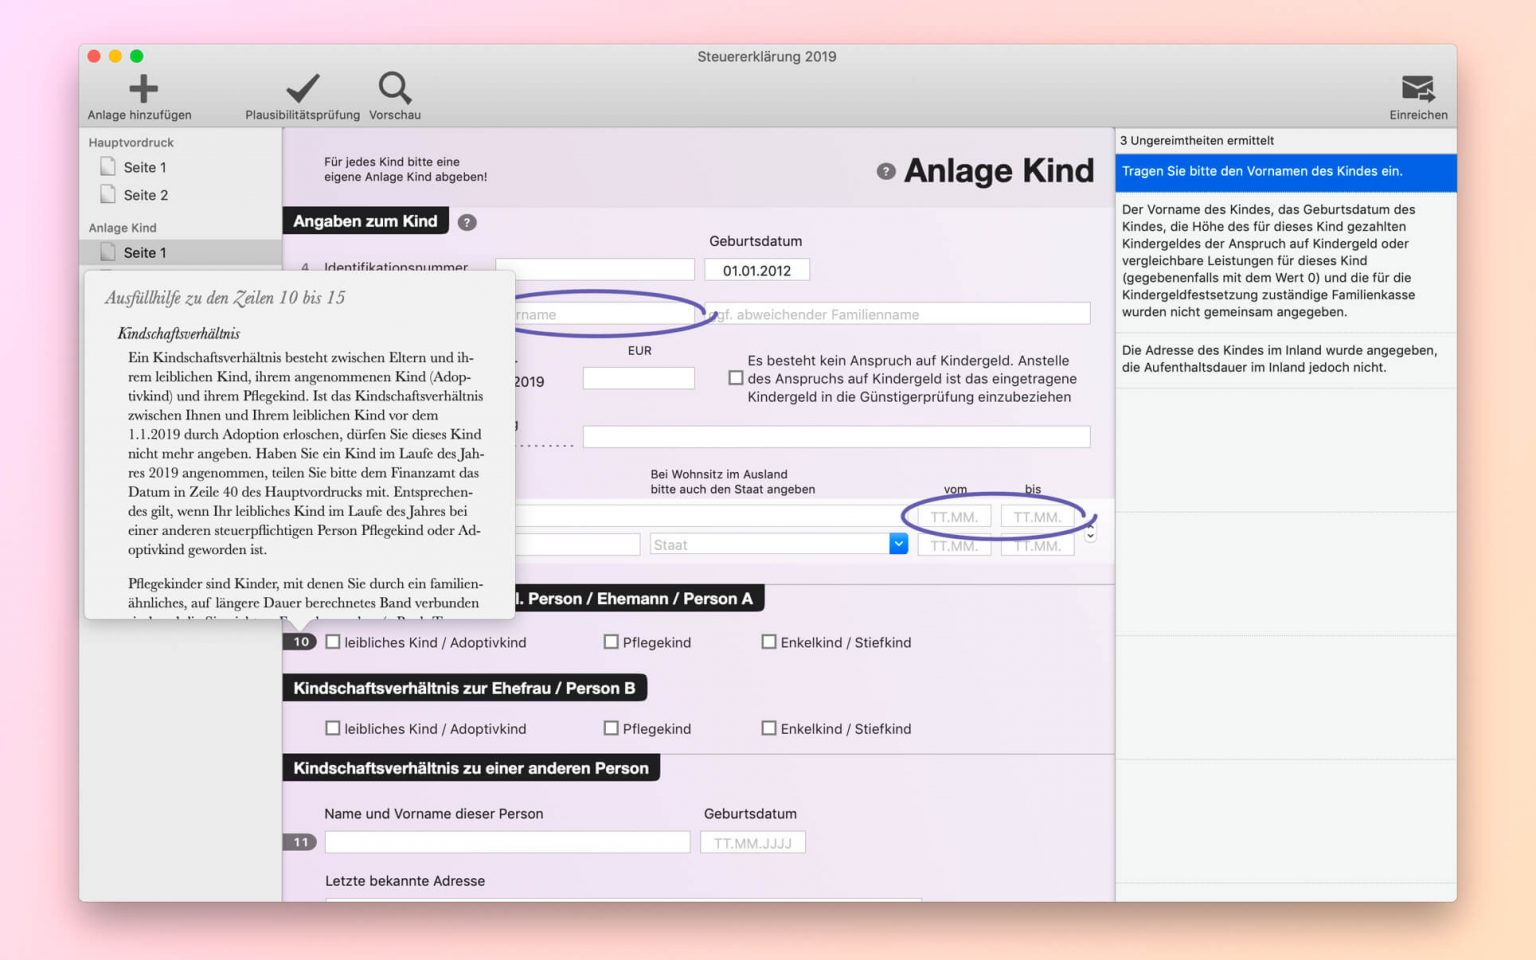 Steuererklärung 2019
Anlage hinzufügen
Plausibilitätsprüfung
Vorschau
Einreichen
Hauptvordruck
Seite 1
Seite 2
Anlage Kind
Seite 1
Ausfüllhilfe zu den Zeilen 10 bis 15
Kindschaftsverhältnis
Ein Kindschaftsverhältnis besteht zwischen Eltern und ih-
rem leiblichen Kind, ihrem angenommenen Kind (Adop-
tivkind) und ihrem Pflegekind. Ist das Kindschaftsverhältnis
zwischen Ihnen und Ihrem leiblichen Kind vor dem
1.1.2019 durch Adoption erloschen, dürfen Sie dieses Kind
nicht mehr angeben. Haben Sie ein Kind im Laufe des Jah-
res 2019 angenommen, teilen Sie bitte dem Finanzamt das
Datum in Zeile 40 des Hauptvordrucks mit. Entsprechen-
des gilt, wenn Ihr leibliches Kind im Laufe des Jahres bei
einer anderen steuerpflichtigen Person Pflegekind oder Ad-
optivkind geworden ist.
Pflegekinder sind Kinder, mit denen Sie durch ein familien-
ähnliches, auf längere Dauer berechnetes Band verbunden
Für jedes Kind bitte eine
eigene Anlage Kind abgeben!
? Anlage Kind
Angaben zum Kind ?
Geburtsdatum
4 Identifikationsnummer
01.01.2012
rname
ggf. abweichender Familienname
EUR
2019
Es besteht kein Anspruch auf Kindergeld. Anstelle
des Anspruchs auf Kindergeld ist das eingetragene
Kindergeld in die Günstigerprüfung einzubeziehen
Bei Wohnsitz im Ausland
bitte auch den Staat angeben
vom
bis
TT.MM.
TT.MM.
Staat
TT.MM.
TT.MM.
l. Person / Ehemann / Person A
10
leibliches Kind / Adoptivkind
Pflegekind
Enkelkind / Stiefkind
Kindschaftsverhältnis zur Ehefrau / Person B
leibliches Kind / Adoptivkind
Pflegekind
Enkelkind / Stiefkind
Kindschaftsverhältnis zu einer anderen Person
Name und Vorname dieser Person
Geburtsdatum
11
TT.MM.JJJJ
Letzte bekannte Adresse
3 Ungereimtheiten ermittelt
Tragen Sie bitte den Vornamen des Kindes ein.
Der Vorname des Kindes, das Geburtsdatum des
Kindes, die Höhe des für dieses Kind gezahlten
Kindergeldes der Anspruch auf Kindergeld oder
vergleichbare Leistungen für dieses Kind
(gegebenenfalls mit dem Wert 0) und die für die
Kindergeldfestsetzung zuständige Familienkasse
wurden nicht gemeinsam angegeben.
Die Adresse des Kindes im Inland wurde angegeben,
die Aufenthaltsdauer im Inland jedoch nicht.